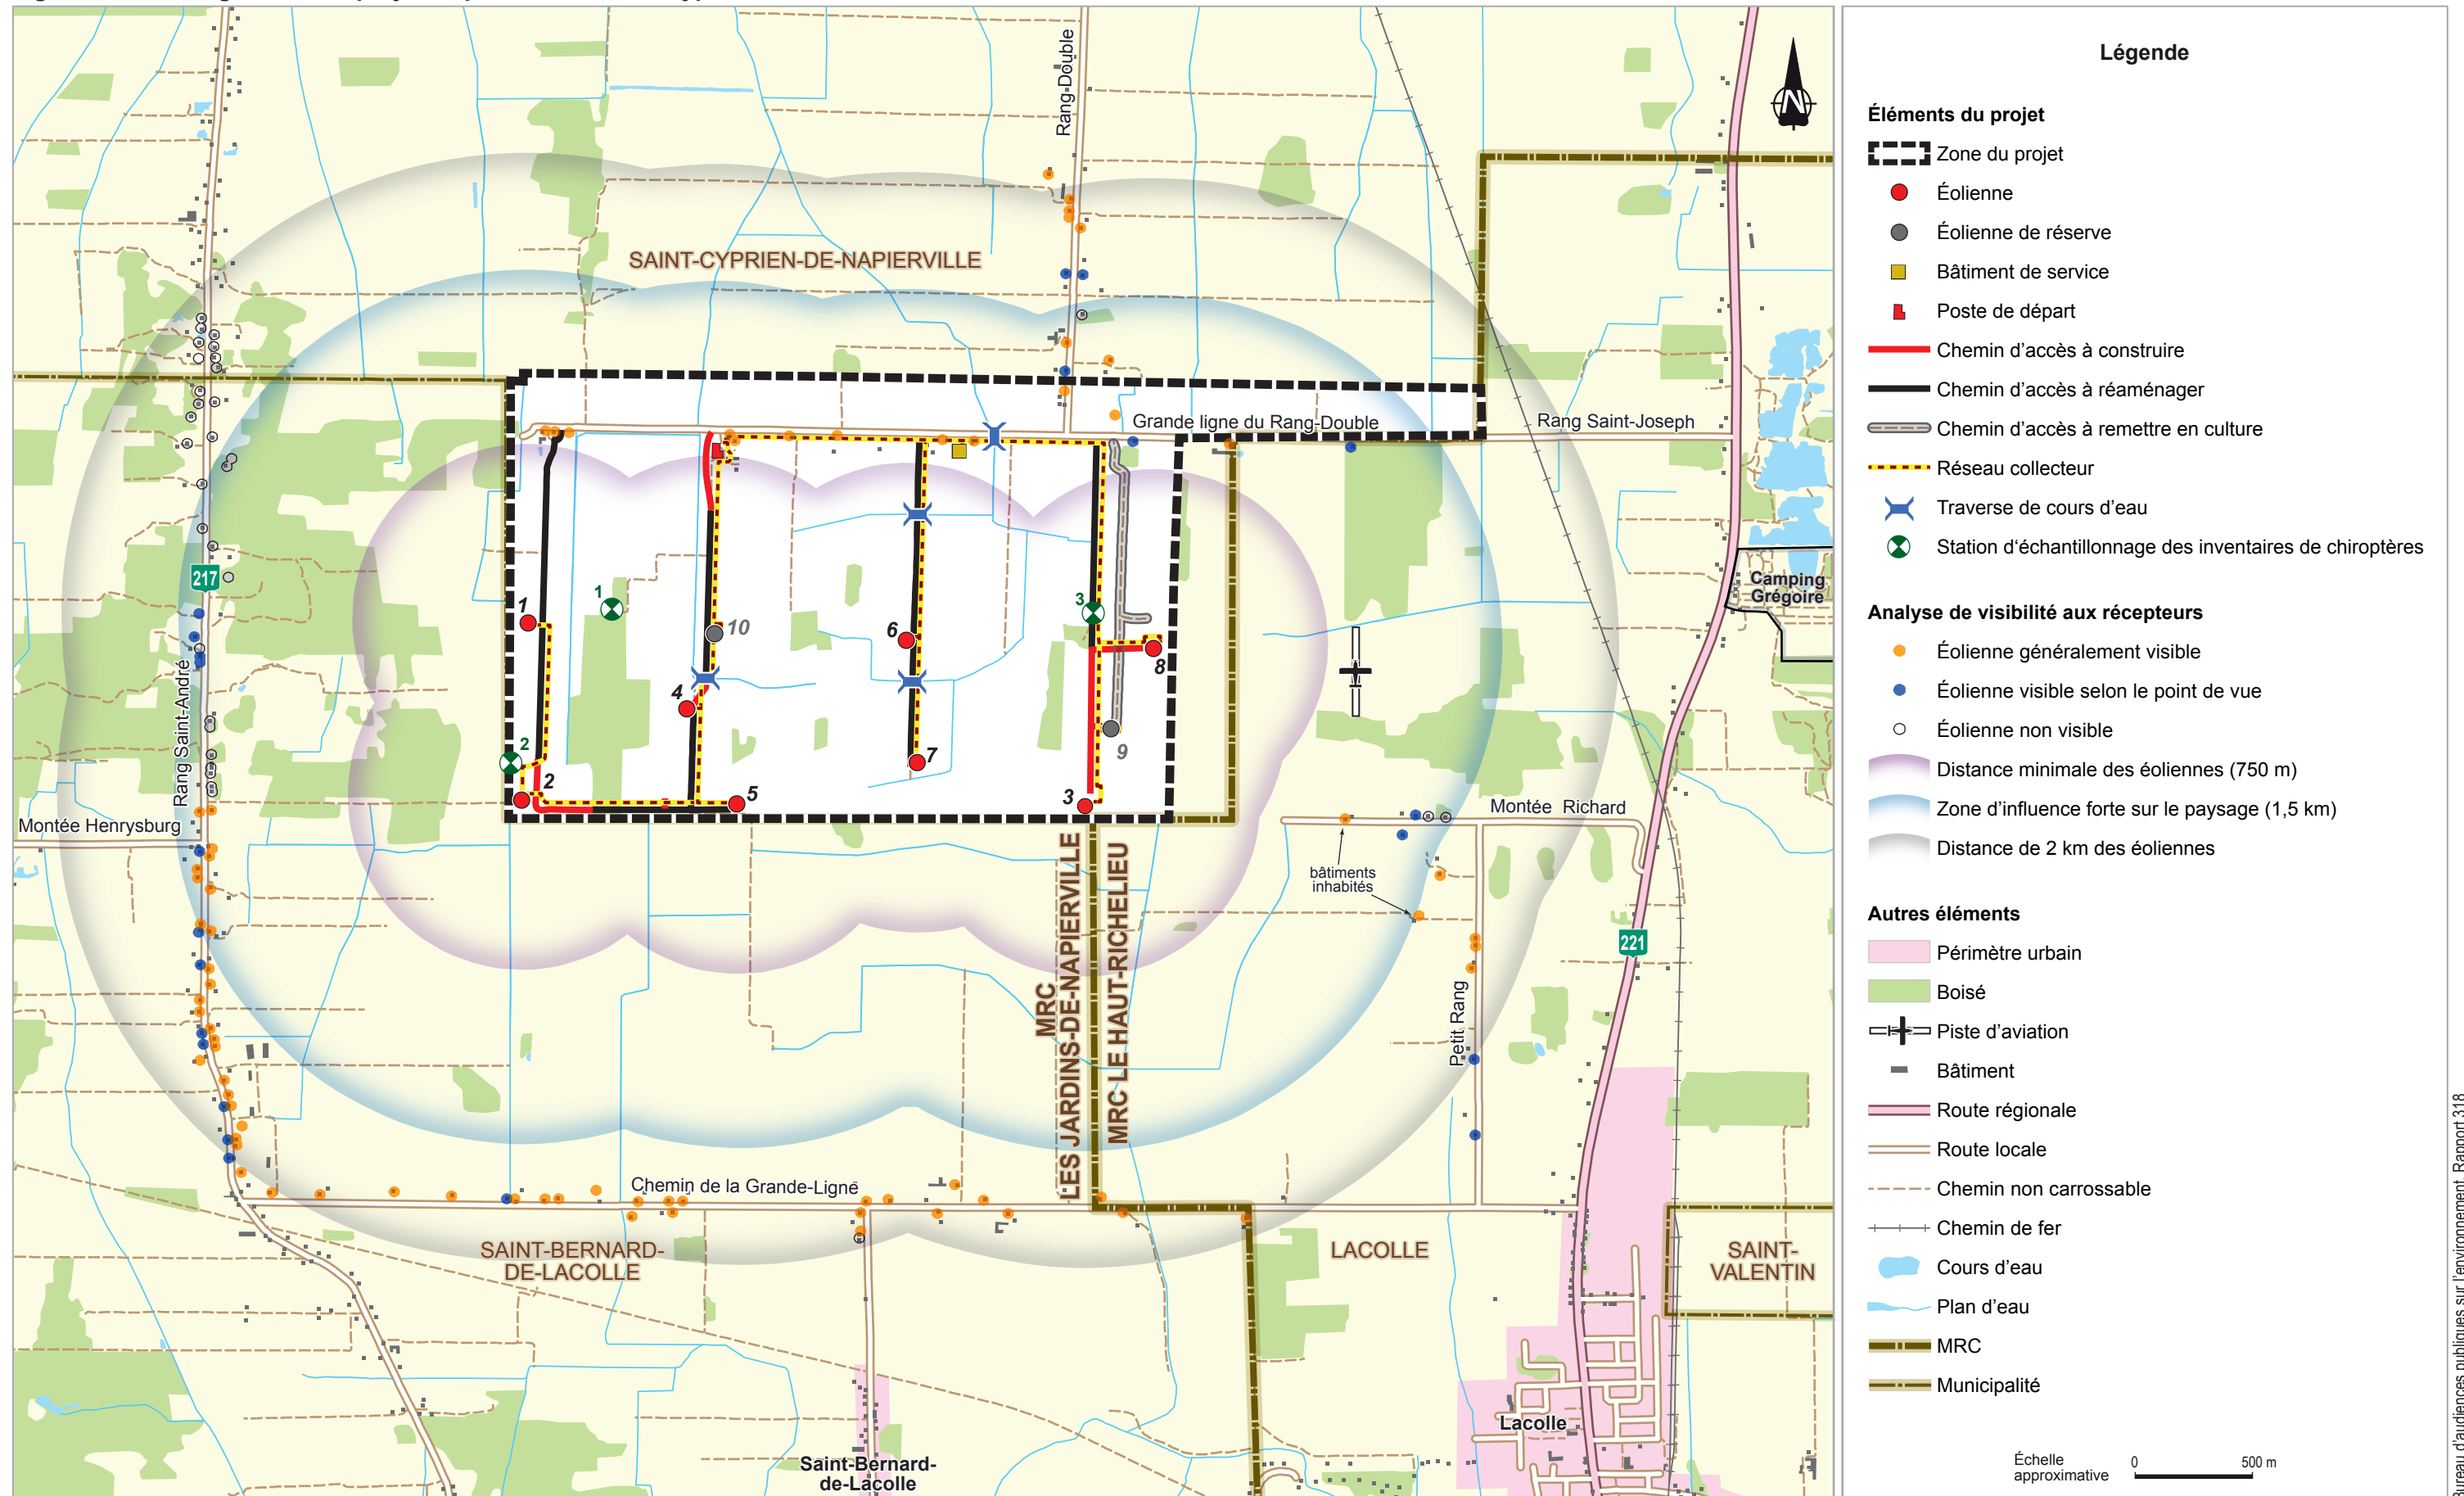 Rang-Double
SAINT-CYPRIEN-DE-NAPIERVILLE
N
Grande ligne du Rang-Double
Rang Saint-Joseph
217
Rang Saint-André
Montée Henrysburg
1
1
2
2
10
4
5
6
7
3
8
9
3
Camping
Grégoire
Montée Richard
bâtiments
inhabités
221
Petit Rang
MRC
LES JARDINS-DE-NAPIERVILLE
MRC LE HAUT-RICHELIEU
Chemin de la Grande-Ligne
SAINT-BERNARD-
DE-LACOLLE
LACOLLE
SAINT-
VALENTIN
Lacolle
Saint-Bernard-
de-Lacolle
Légende
Éléments du projet
Zone du projet
Éolienne
Éolienne de réserve
Bâtiment de service
Poste de départ
Chemin d'accès à construire
Chemin d'accès à réaménager
Chemin d'accès à remettre en culture
Réseau collecteur
Traverse de cours d'eau
Station d'échantillonnage des inventaires de chiroptères
Analyse de visibilité aux récepteurs
Éolienne généralement visible
Éolienne visible selon le point de vue
Éolienne non visible
Distance minimale des éoliennes (750 m)
Zone d'influence forte sur le paysage (1,5 km)
Distance de 2 km des éoliennes
Autres éléments
Périmètre urbain
Boisé
Piste d'aviation
Bâtiment
Route régionale
Route locale
Chemin non carrossable
Chemin de fer
Cours d'eau
Plan d'eau
MRC
Municipalité
Échelle
approximative
0 500 m
Bureau d'audiences publiques sur l'environnement, Rapport 318